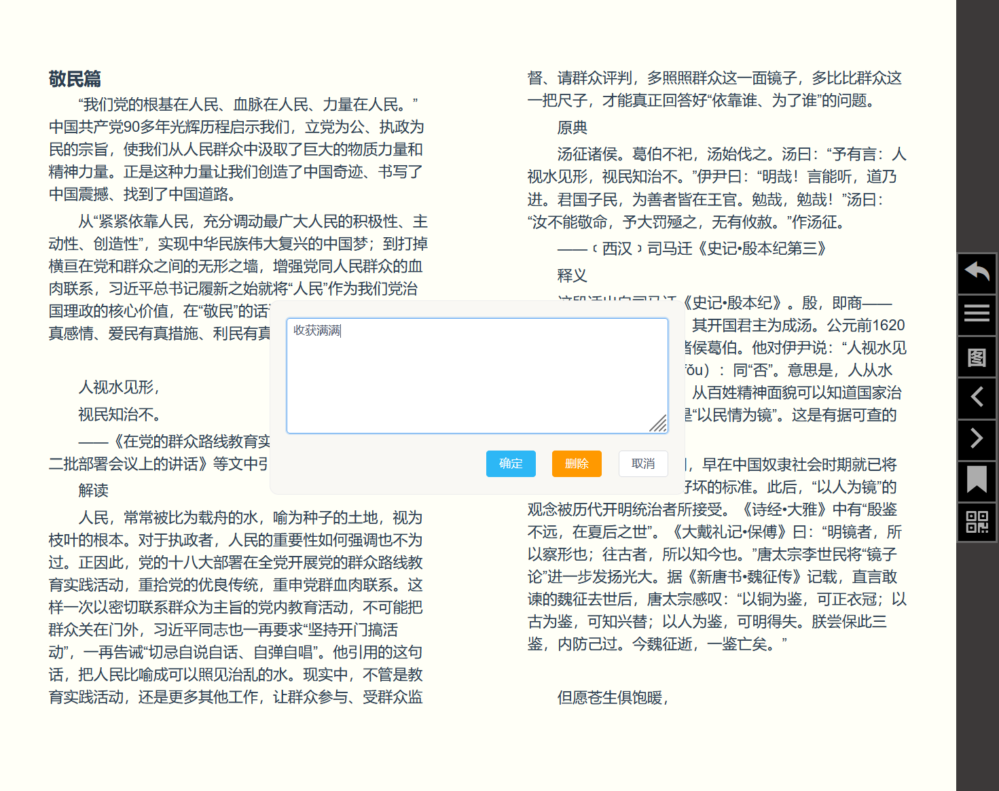 敬民篇
“我们党的根基在人民、血脉在人民、力量在人民。”
中国共产党90多年光辉历程启示我们，立党为公、执政为
民的宗旨，使我们从人民群众中汲取了巨大的物质力量和
精神力量。正是这种力量让我们创造了中国奇迹、书写了
中国震撼、找到了中国道路。
从“紧紧依靠人民，充分调动最广大人民的积极性、主
动性、创造性”，实现中华民族伟大复兴的中国梦；到打掉
横亘在党和群众之间的无形之墙，增强党同人民群众的血
肉联系，习近平总书记履新之始就将“人民”作为我们党治
国理政的核心价值，在“敬民”的话
真感情、爱民有真措施、利民有真
人视水见形，
视民知治不。
——《在党的群众路线教育实
二批部署会议上的讲话》等文中引
解读
人民，常常被比为载舟的水，喻为种子的土地，视为
枝叶的根本。对于执政者，人民的重要性如何强调也不为
过。正因此，党的十八大部署在全党开展党的群众路线教
育实践活动，重拾党的优良传统，重申党群血肉联系。这
样一次以密切联系群众为主旨的党内教育活动，不可能把
群众关在门外，习近平同志也一再要求“坚持开门搞活
动”，一再告诫“切忌自说自话、自弹自唱”。他引用的这句
话，把人民比喻成可以照见治乱的水。现实中，不管是教
育实践活动，还是更多其他工作，让群众参与、受群众监
督、请群众评判，多照照群众这一面镜子，多比比群众这
一把尺子，才能真正回答好“依靠谁、为了谁”的问题。
原典
汤征诸侯。葛伯不祀，汤始伐之。汤曰：“予有言：人
视水见形，视民知治不。”伊尹曰：“明哉！言能听，道乃
进。君国子民，为善者皆在王官。勉哉，勉哉！”汤曰：
“汝不能敬命，予大罚殛之，无有攸赦。”作汤征。
——﹝西汉﹞司马迁《史记•殷本纪第三》
释义
这段话出自司马迁《史记•殷本纪》。殷，即商——
其开国君主为成汤。公元前1620
诸侯葛伯。他对伊尹说：“人视水见
fǒu）：同“否”。意思是，人从水
从百姓精神面貌可以知道国家治
是“以民情为镜”。这是有据可查的
，早在中国奴隶社会时期就已将
好坏的标准。此后，“以人为镜”的
观念被历代开明统治者所接受。《诗经•大雅》中有“殷鉴
不远，在夏后之世”。《大戴礼记•保傅》曰：“明镜者，所
以察形也；往古者，所以知今也。”唐太宗李世民将“镜子
论”进一步发扬光大。据《新唐书•魏征传》记载，直言敢
谏的魏征去世后，唐太宗感叹：“以铜为鉴，可正衣冠；以
古为鉴，可知兴替；以人为鉴，可明得失。朕尝保此三
鉴，内防己过。今魏征逝，一鉴亡矣。”
但愿苍生俱饱暖，
收获满满
确定
删除
取消
图